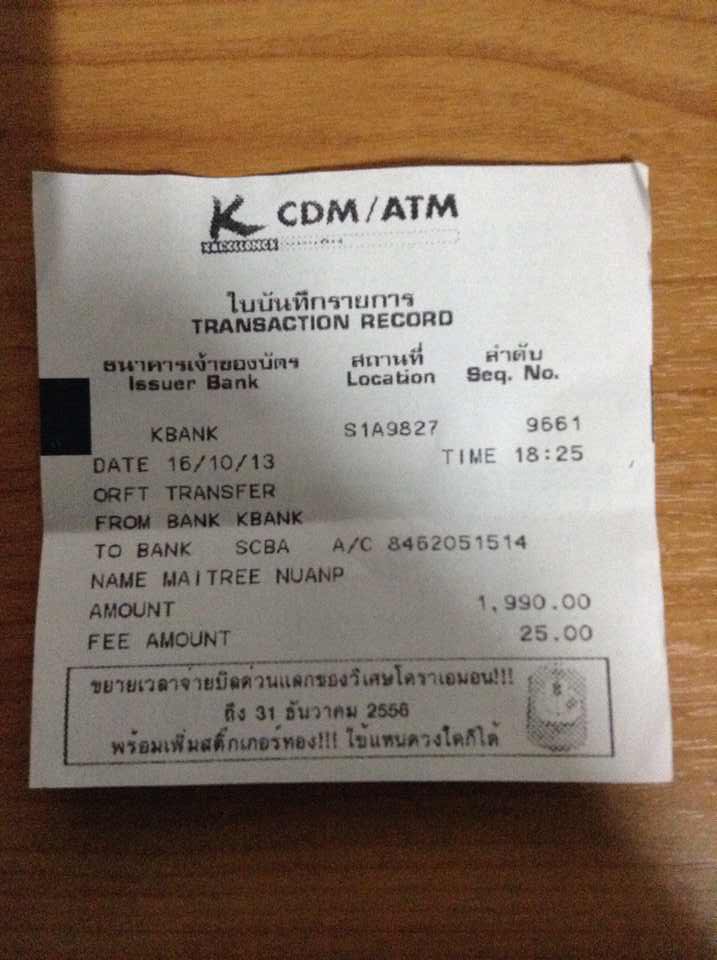 K CDM/ATM
EXCELLENCE
ใบบันทึกรายการ
TRANSACTION RECORD
ธนาคารเจ้าของบัตร สถานที่ ลำดับ
Issuer Bank Location Seq. No.
KBANK S1A9827 9661
DATE 16/10/13 TIME 18:25
ORFT TRANSFER
FROM BANK KBANK
TO BANK SCBA A/C 8462051514
NAME MAITREE NUANP
AMOUNT 1,990.00
FEE AMOUNT 25.00
ขยายเวลาจ่ายบิลด่วนแลกของวิเศษโดราเอมอน!!!
ถึง 31 ธันวาคม 2556
พร้อมเพิ่มสติ๊กเกอร์ทอง!!! ใช้แทนดวงใดก็ได้